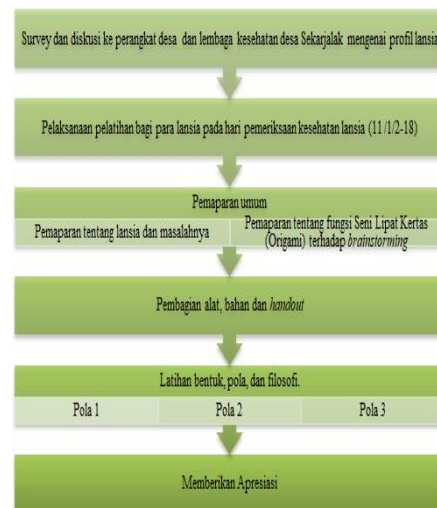 Survey dan diskusi ke perangkat desa dan lembaga kesehatan desa Sekarjalak mengenai profil lansia
Pelaksanaan pelatihan bagi para lansia pada hari pemeriksaan kesehatan lansia (11 /1/2-18)
Pemaparan umum
Pemaparan tentang lansia dan masalahnya
Pemaparan tentang fungsi Seni Lipat Kertas
(Origami) terhadap brainstorming
Pembagian alat, bahan dan handout
Latihan bentuk, pola, dan filosofi.
Pola 1
Pola 2
Pola 3
Memberikan Apresiasi